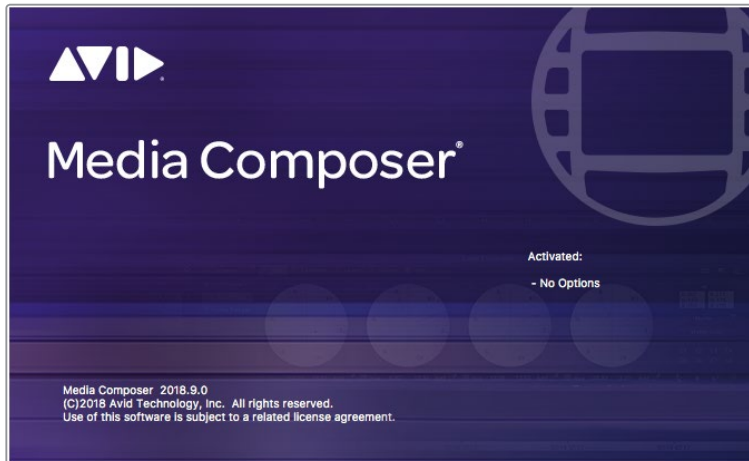 AVID
Media Composer®
Activated:
- No Options
Media Composer 2018.9.0
(C)2018 Avid Technology, Inc. All rights reserved.
Use of this software is subject to a related license agreement.